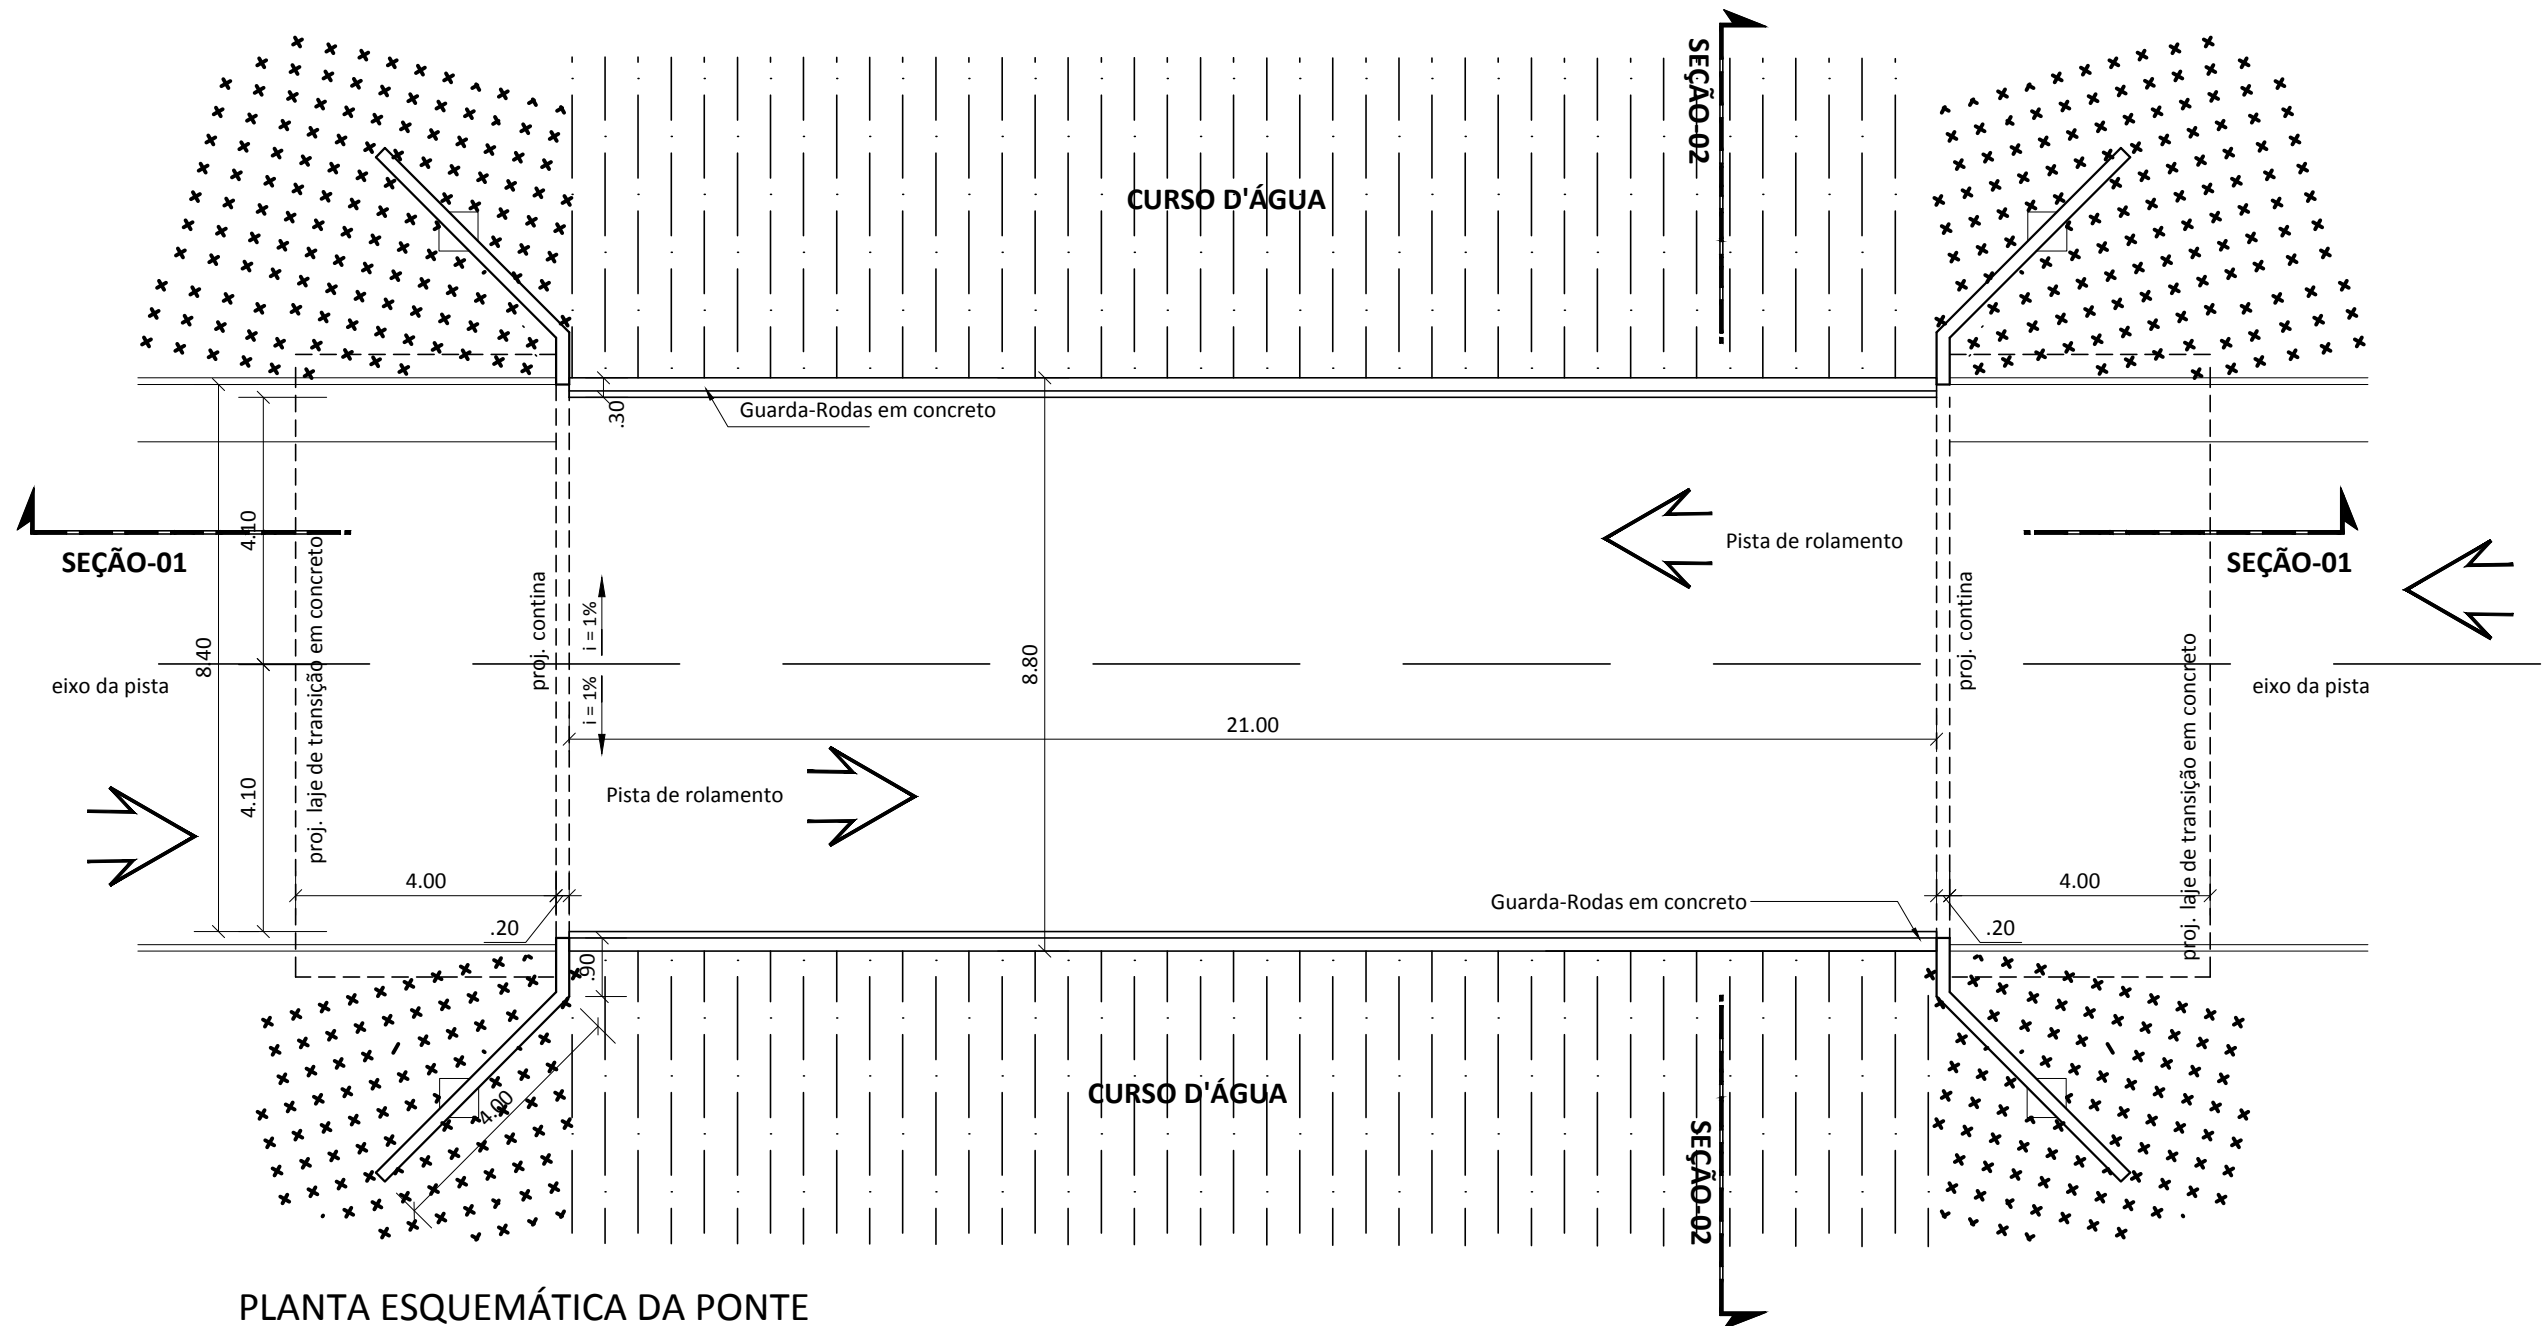 SEÇÃO-02
CURSO D'ÁGUA
.30
Guarda-Rodas em concreto
4.10
SEÇÃO-01
proj. laje de transição em concreto
proj. contina
i = 1%
Pista de rolamento
proj. contina
SEÇÃO-01
8.40
eixo da pista
i = 1%
8.80
eixo da pista
21.00
4.10
Pista de rolamento
proj. laje de transição em concreto
4.00
4.00
.20
Guarda-Rodas em concreto
.20
.90
4.00
CURSO D'ÁGUA
SEÇÃO-02
PLANTA ESQUEMÁTICA DA PONTE